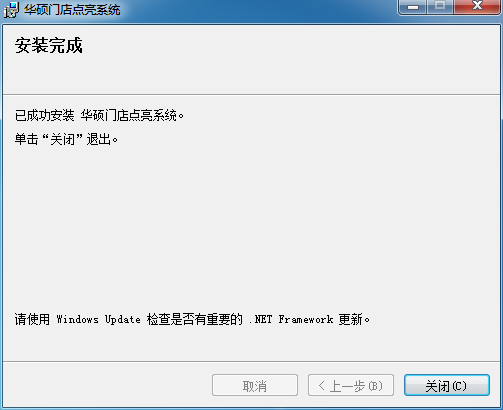 华硕门店点亮系统
安装完成
已成功安装 华硕门店点亮系统。
单击“关闭”退出。
请使用 Windows Update 检查是否有重要的 .NET Framework 更新。
取消
< 上一步(B)
关闭(C)